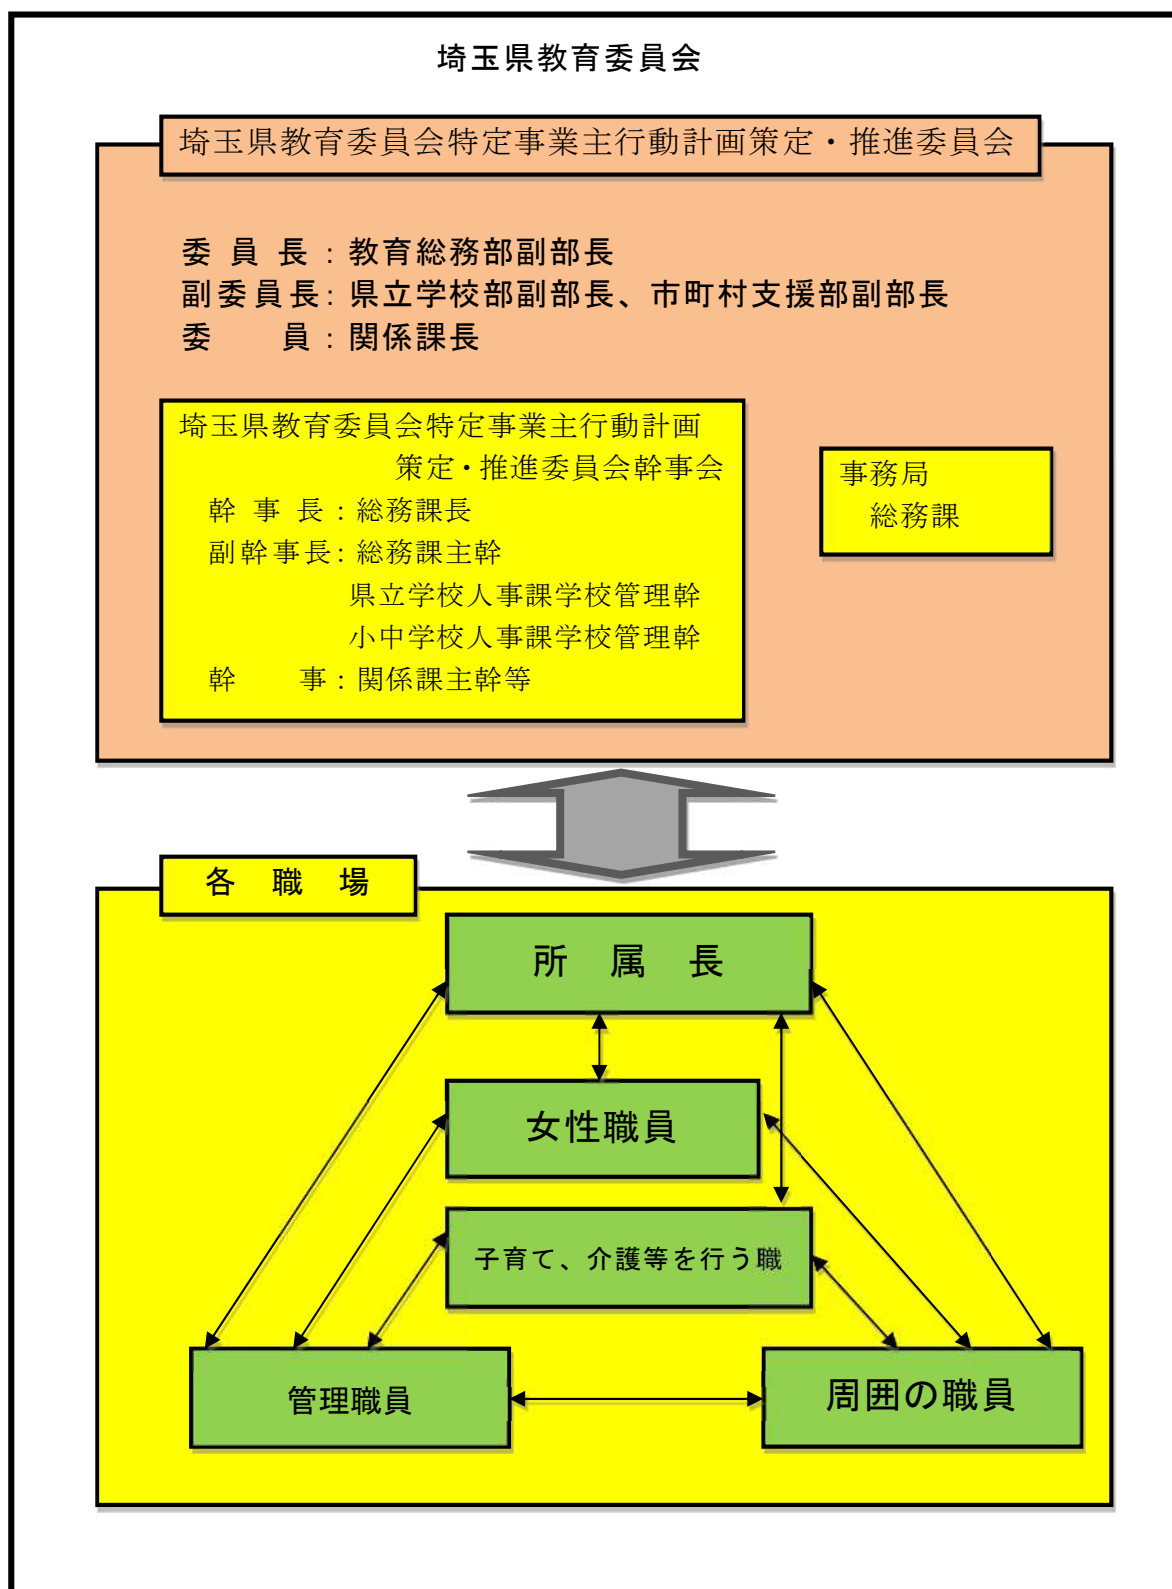 埼玉県教育委員会
埼玉県教育委員会特定事業主行動計画策定・推進委員会
委員長：教育総務部副部長
副委員長：県立学校部副部長、市町村支援部副部長
委　　員：関係課長
埼玉県教育委員会特定事業主行動計画
策定・推進委員会幹事会
幹事長：総務課長
副幹事長：総務課主幹
県立学校人事課学校管理幹
小中学校人事課学校管理幹
幹　　事：関係課主幹等
事務局
総務課
各　職　場
所　属　長
女性職員
子育て、介護等を行う職
管理職員
周囲の職員